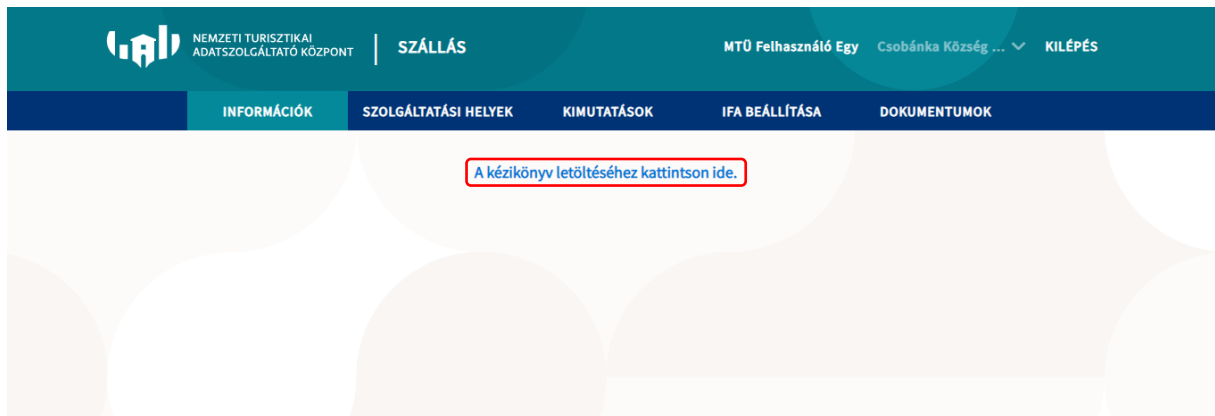 NEMZETI TURISZTIKAI
ADATSZOLGÁLTATÓ KÖZPONT
SZÁLLÁS
MTÜ Felhasználó Egy Csobánka Község ... KILÉPÉS
INFORMÁCIÓK SZOLGÁLTATÁSI HELYEK KIMUTATÁSOK IFA BEÁLLÍTÁSA DOKUMENTUMOK
A kézikönyv letöltéséhez kattintson ide.